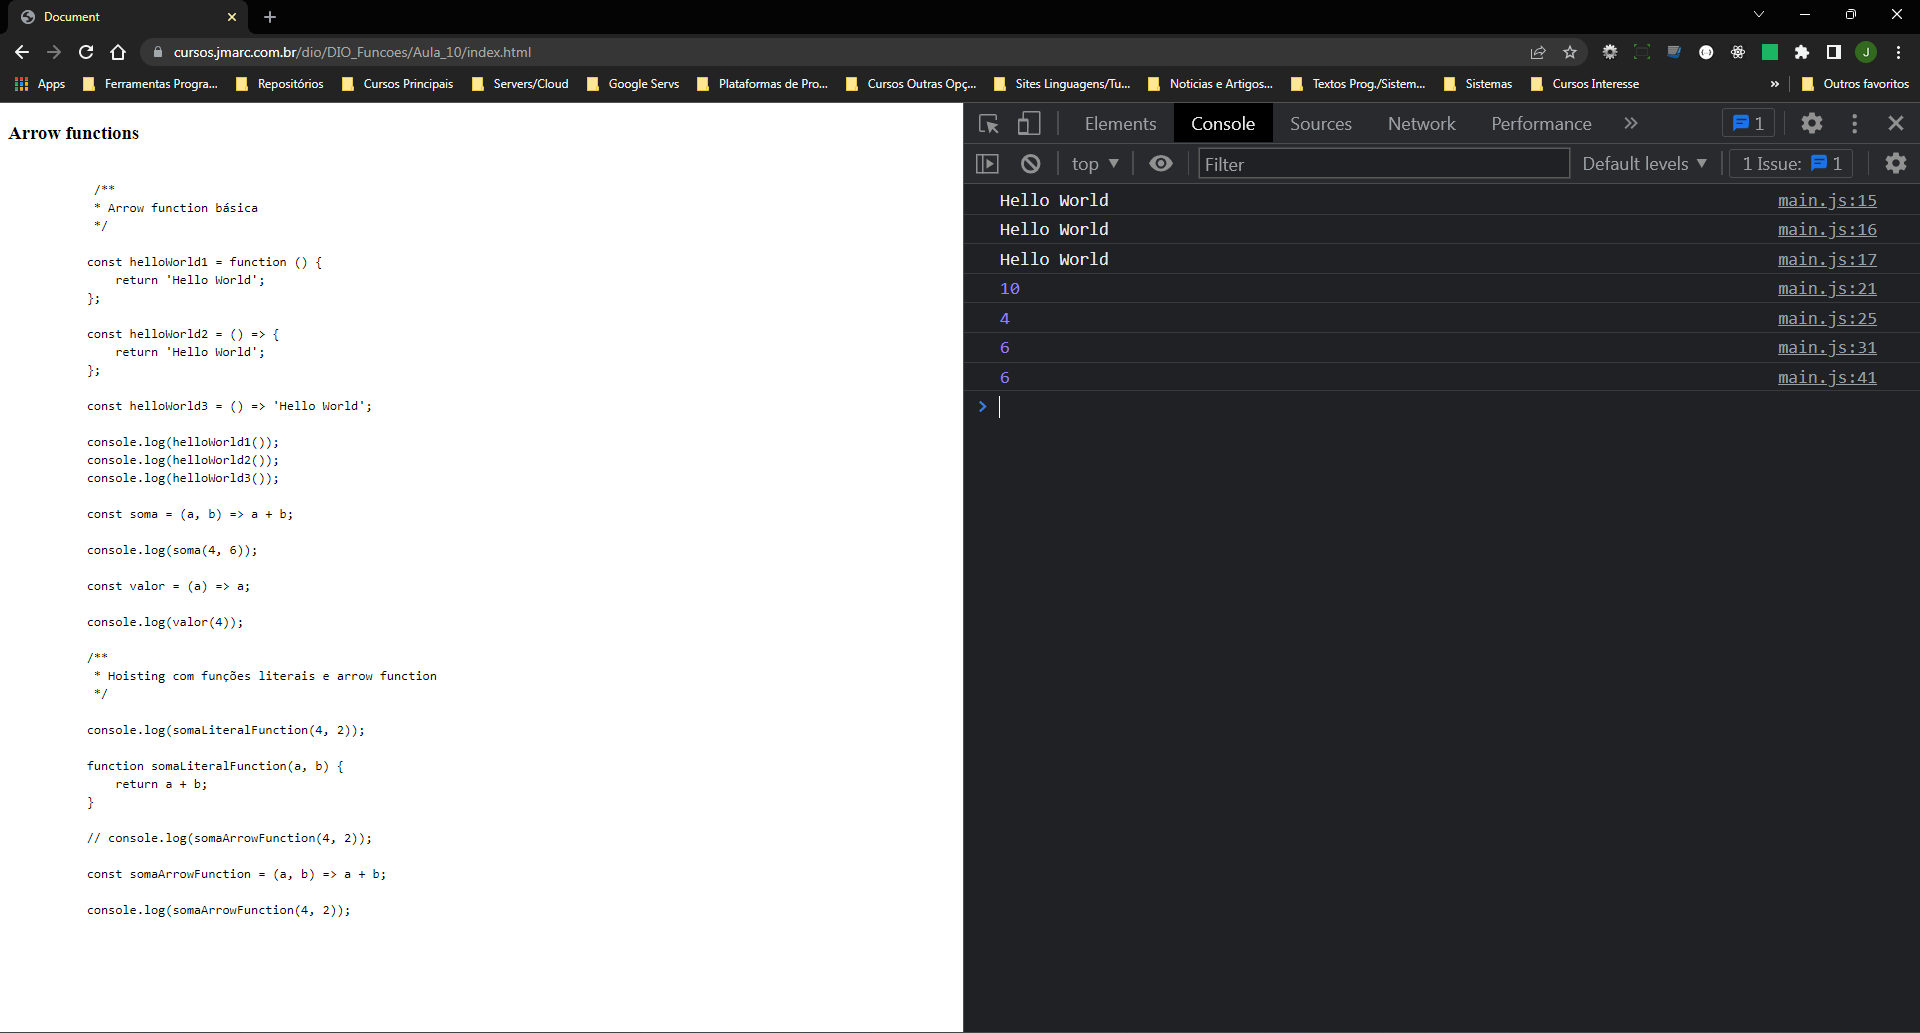 Document
cursos.jmarc.com.br/dio/DIO_Funcoes/Aula_10/index.html
J
Apps Ferramentas Progra... Repositórios Cursos Principais Servers/Cloud Google Servs Plataformas de Pro... Cursos Outras Opç... Sites Linguagens/Tu... Noticias e Artigos... Textos Prog./Sistem... Sistemas Cursos Interesse » Outros favoritos
Arrow functions
/**
* Arrow function básica
*/
const helloWorld1 = function () {
return 'Hello World';
};
const helloWorld2 = () => {
return 'Hello World';
};
const helloWorld3 = () => 'Hello World';
console.log(helloWorld1());
console.log(helloWorld2());
console.log(helloWorld3());
const soma = (a, b) => a + b;
console.log(soma(4, 6));
const valor = (a) => a;
console.log(valor(4));
/**
* Hoisting com funções literais e arrow function
*/
console.log(somaLiteralFunction(4, 2));
function somaLiteralFunction(a, b) {
return a + b;
}
// console.log(somaArrowFunction(4, 2));
const somaArrowFunction = (a, b) => a + b;
console.log(somaArrowFunction(4, 2));
Elements Console Sources Network Performance » 1
top Filter Default levels 1 Issue: 1
Hello World main.js:15
Hello World main.js:16
Hello World main.js:17
10 main.js:21
4 main.js:25
6 main.js:31
6 main.js:41